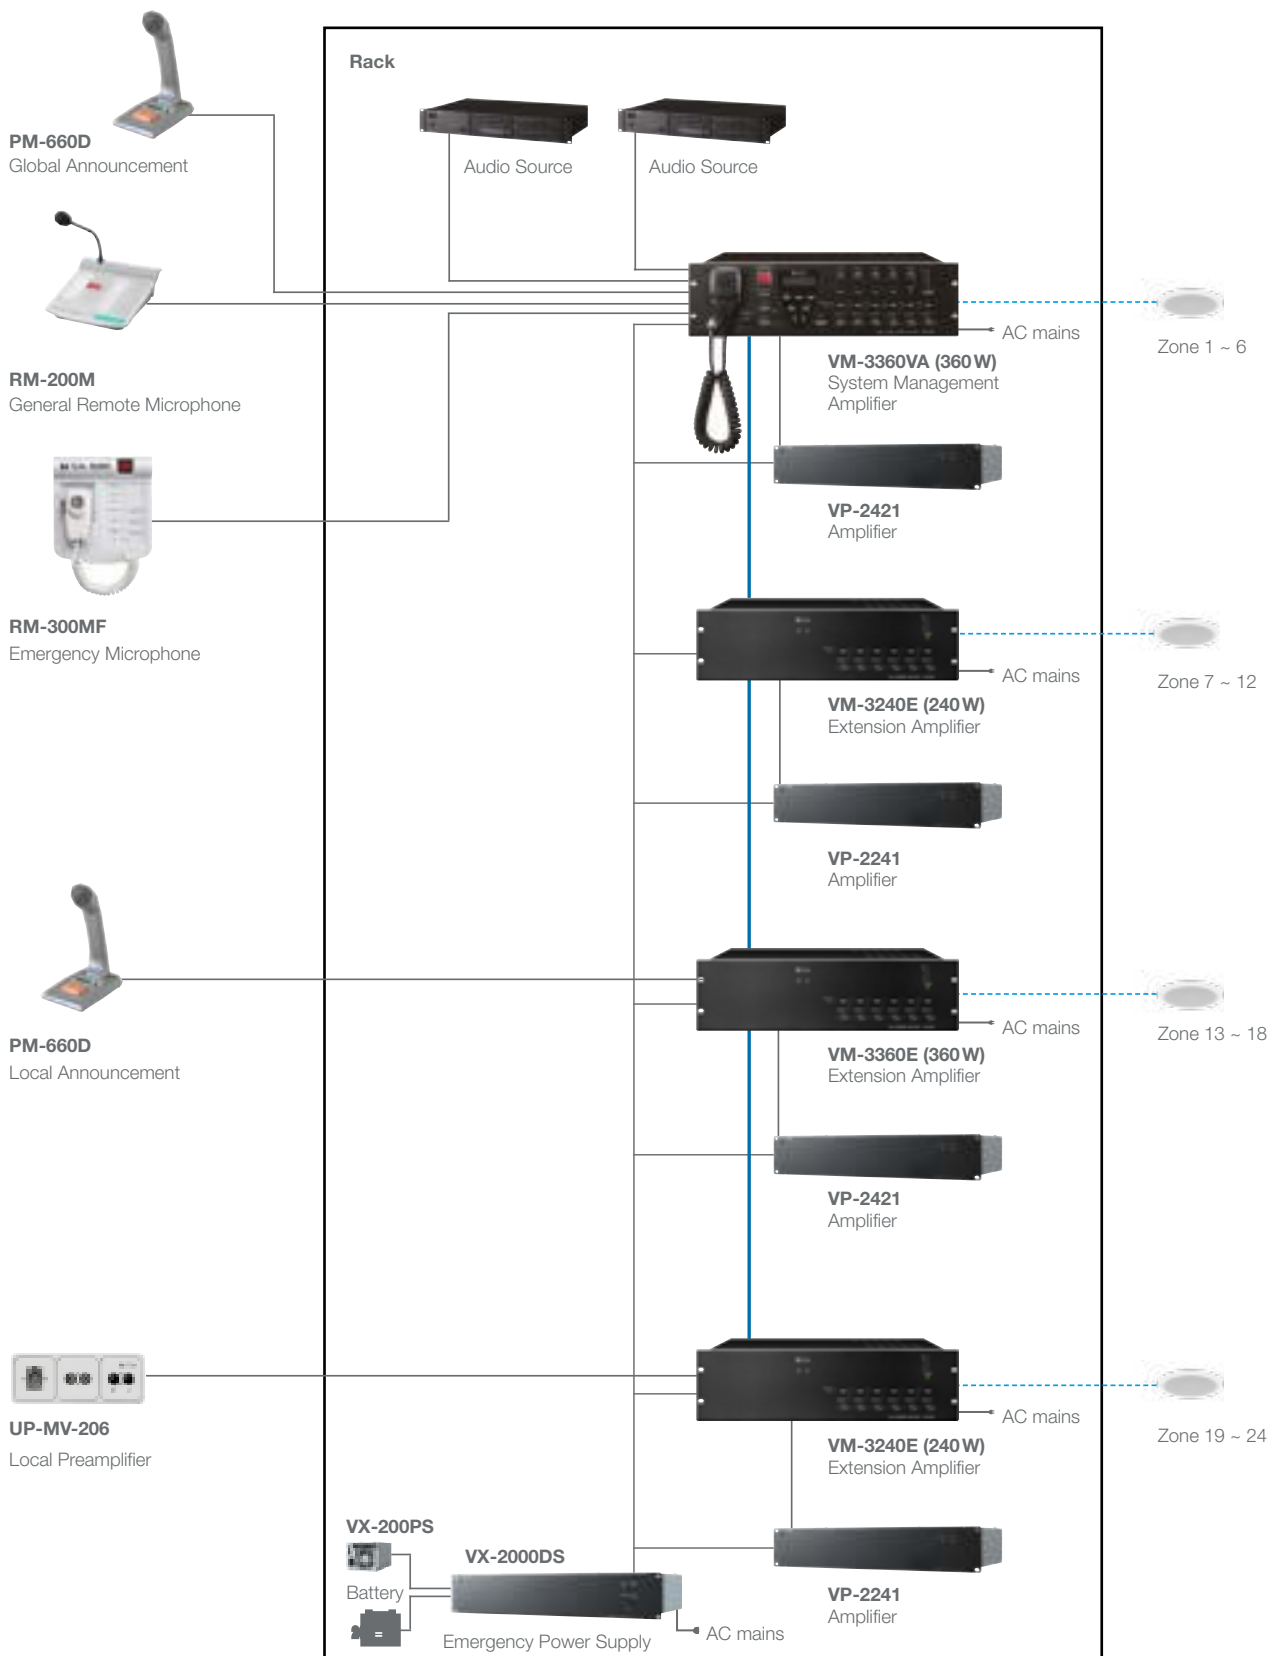 Rack
PM-660D
Global Announcement
Audio Source
Audio Source
RM-200M
General Remote Microphone
AC mains
VM-3360VA (360 W)
System Management
Amplifier
Zone 1 ~ 6
VP-2421
Amplifier
RM-300MF
Emergency Microphone
AC mains
VM-3240E (240 W)
Extension Amplifier
Zone 7 ~ 12
VP-2241
Amplifier
PM-660D
Local Announcement
AC mains
VM-3360E (360 W)
Extension Amplifier
Zone 13 ~ 18
VP-2421
Amplifier
UP-MV-206
Local Preamplifier
AC mains
VM-3240E (240 W)
Extension Amplifier
Zone 19 ~ 24
VX-200PS
Battery
VX-2000DS
Emergency Power Supply
AC mains
VP-2241
Amplifier